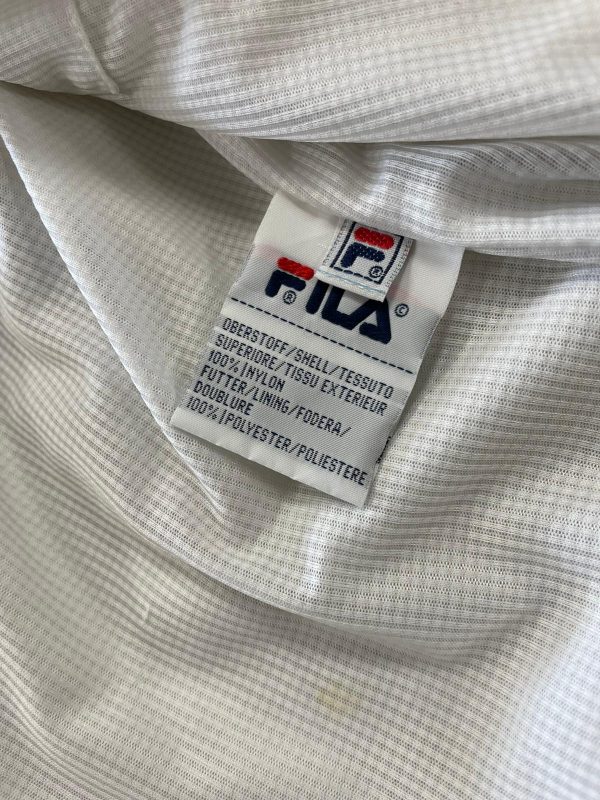 F®
FILA
® ©
OBERSTOFF/SHELL/TESSUTO
SUPERIORE/TISSU EXTERIEUR
100%|NYLON
FUTTER/LINING/FODERA/
DOUBLURE
100%|POLYESTER/POLIESTERE